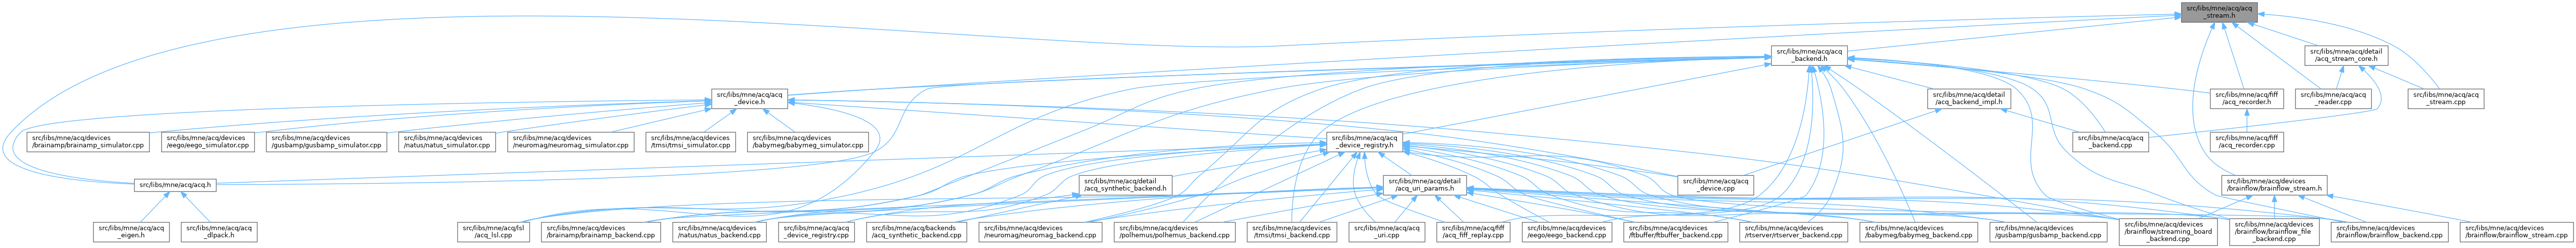 src/libs/mne/acq/acq
_stream.h
src/libs/mne/acq/acq
_backend.h
src/libs/mne/acq/detail
/acq_stream_core.h
src/libs/mne/acq/acq
_device.h
src/libs/mne/acq/detail
/acq_backend_impl.h
src/libs/mne/acq/fiff
/acq_recorder.h
src/libs/mne/acq/acq
_reader.cpp
src/libs/mne/acq/acq
_stream.cpp
src/libs/mne/acq/devices
/brainamp/brainamp_simulator.cpp
src/libs/mne/acq/devices
/eego/eego_simulator.cpp
src/libs/mne/acq/devices
/gusbamp/gusbamp_simulator.cpp
src/libs/mne/acq/devices
/natus/natus_simulator.cpp
src/libs/mne/acq/devices
/neuromag/neuromag_simulator.cpp
src/libs/mne/acq/devices
/tmsi/tmsi_simulator.cpp
src/libs/mne/acq/devices
/babymeg/babymeg_simulator.cpp
src/libs/mne/acq/acq
_device_registry.h
src/libs/mne/acq/acq
_backend.cpp
src/libs/mne/acq/fiff
/acq_recorder.cpp
src/libs/mne/acq/acq.h
src/libs/mne/acq/detail
/acq_synthetic_backend.h
src/libs/mne/acq/detail
/acq_uri_params.h
src/libs/mne/acq/acq
_device.cpp
src/libs/mne/acq/devices
/brainflow/brainflow_stream.h
src/libs/mne/acq/acq
_eigen.h
src/libs/mne/acq/acq
_dlpack.h
src/libs/mne/acq/lsl
/acq_lsl.cpp
src/libs/mne/acq/devices
/brainamp/brainamp_backend.cpp
src/libs/mne/acq/devices
/natus/natus_backend.cpp
src/libs/mne/acq/acq
_device_registry.cpp
src/libs/mne/acq/backends
/acq_synthetic_backend.cpp
src/libs/mne/acq/devices
/neuromag/neuromag_backend.cpp
src/libs/mne/acq/devices
/polhemus/polhemus_backend.cpp
src/libs/mne/acq/devices
/tmsi/tmsi_backend.cpp
src/libs/mne/acq/acq
_uri.cpp
src/libs/mne/acq/fiff
/acq_fiff_replay.cpp
src/libs/mne/acq/devices
/eego/eego_backend.cpp
src/libs/mne/acq/devices
/ftbuffer/ftbuffer_backend.cpp
src/libs/mne/acq/devices
/rtserver/rtserver_backend.cpp
src/libs/mne/acq/devices
/babymeg/babymeg_backend.cpp
src/libs/mne/acq/devices
/gusbamp/gusbamp_backend.cpp
src/libs/mne/acq/devices
/brainflow/streaming_board
_backend.cpp
src/libs/mne/acq/devices
/brainflow/brainflow_file
_backend.cpp
src/libs/mne/acq/devices
/brainflow/brainflow_backend.cpp
src/libs/mne/acq/devices
/brainflow/brainflow_stream.cpp